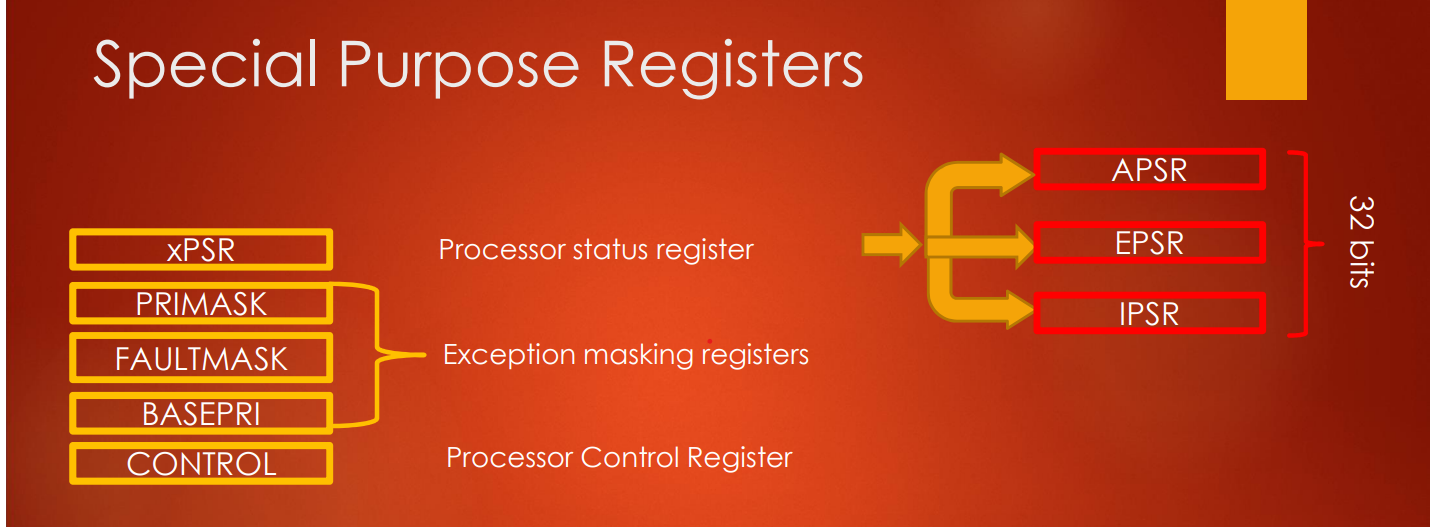 Special Purpose Registers
xPSR
Processor status register
PRIMASK
FAULTMASK
Exception masking registers
BASEPRI
CONTROL
Processor Control Register
APSR
EPSR
IPSR
32 bits